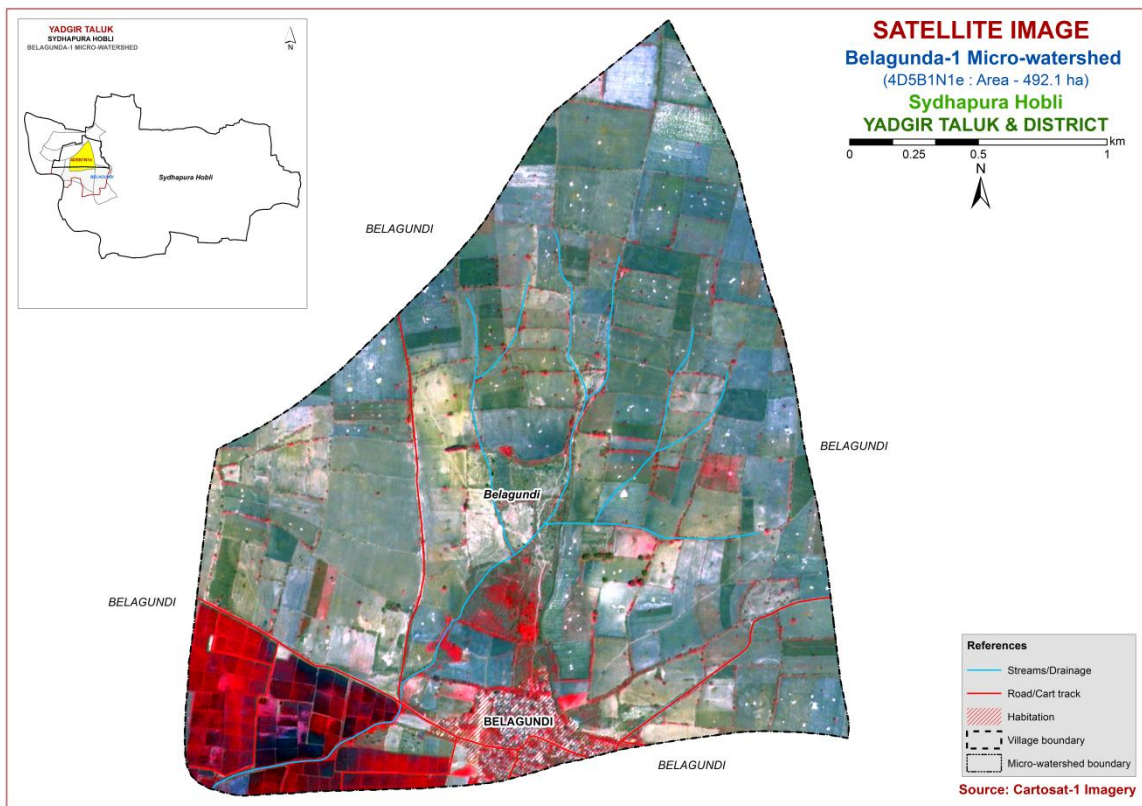 YADGIR TALUK
SYDHAPURA HOBLI
BELAGUNDA-1 MICRO-WATERSHED
N
4D5B1N1e
BELAGUNDI
Sydhapura Hobli
SATELLITE IMAGE
Belagunda-1 Micro-watershed
(4D5B1N1e : Area - 492.1 ha)
Sydhapura Hobli
YADGIR TALUK & DISTRICT
km
0 0.25 0.5 1
N
BELAGUNDI
BELAGUNDI
Belagundi
BELAGUNDI
BELAGUNDI
BELAGUNDI
References
Streams/Drainage
Road/Cart track
Habitation
Village boundary
Micro-watershed boundary
Source: Cartosat-1 Imagery